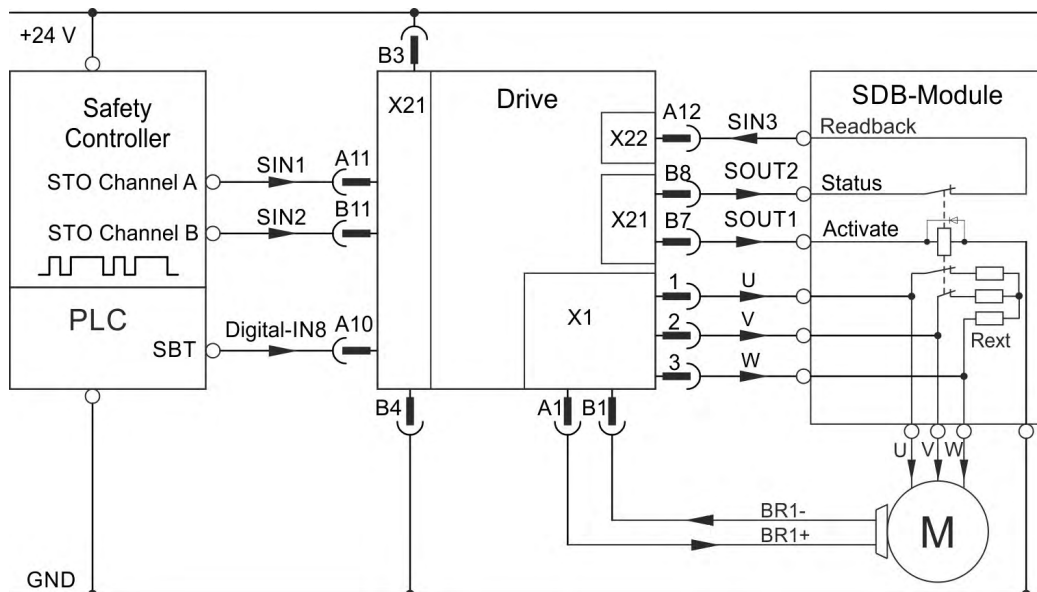 +24 V
B3
Safety
Controller
X21
Drive
A12
SIN3
SDB-Module
Readback
X22
STO Channel A
SIN1
A11
B8
SOUT2
Status
STO Channel B
SIN2
B11
X21
B7
SOUT1
Activate
PLC
1
U
X1
SBT
Digital-IN8
A10
2
V
Rext
3
W
B4
A1
B1
U
V
W
BR1-
BR1+
M
GND